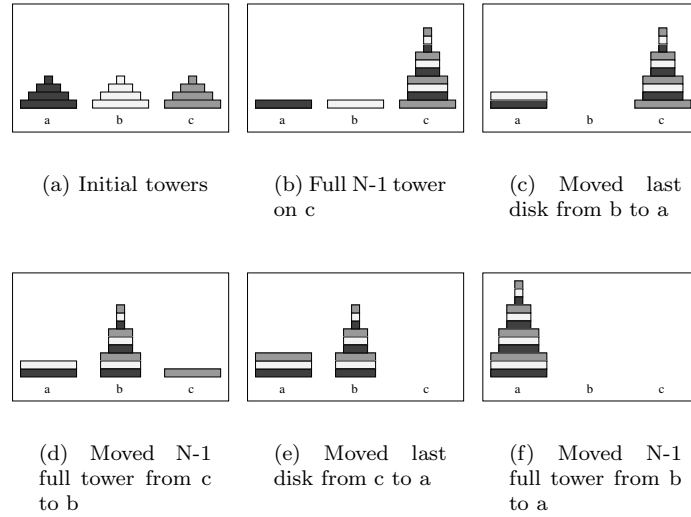 a b c
a b c
a b c
(a) Initial towers
(b) Full N-1 tower
on c
(c) Moved last
disk from b to a
a b c
a b c
a b c
(d) Moved N-1
full tower from c
to b
(e) Moved last
disk from c to a
(f) Moved N-1
full tower from b
to a